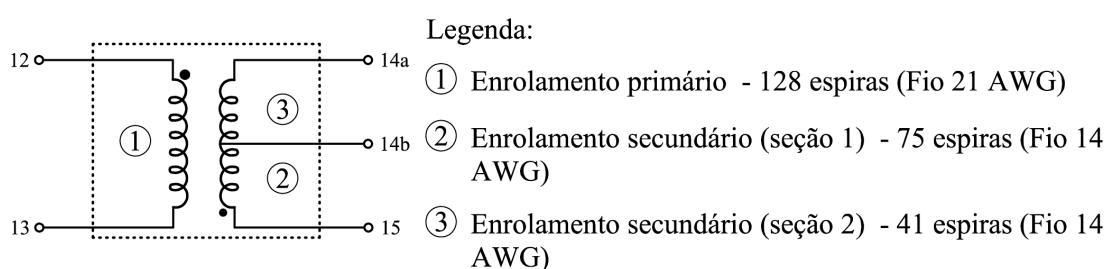 Legenda:
12
14a
① Enrolamento primário - 128 espiras (Fio 21 AWG)
③
①
14b
② Enrolamento secundário (seção 1) - 75 espiras (Fio 14
AWG)
②
13
15
③ Enrolamento secundário (seção 2) - 41 espiras (Fio 14
AWG)